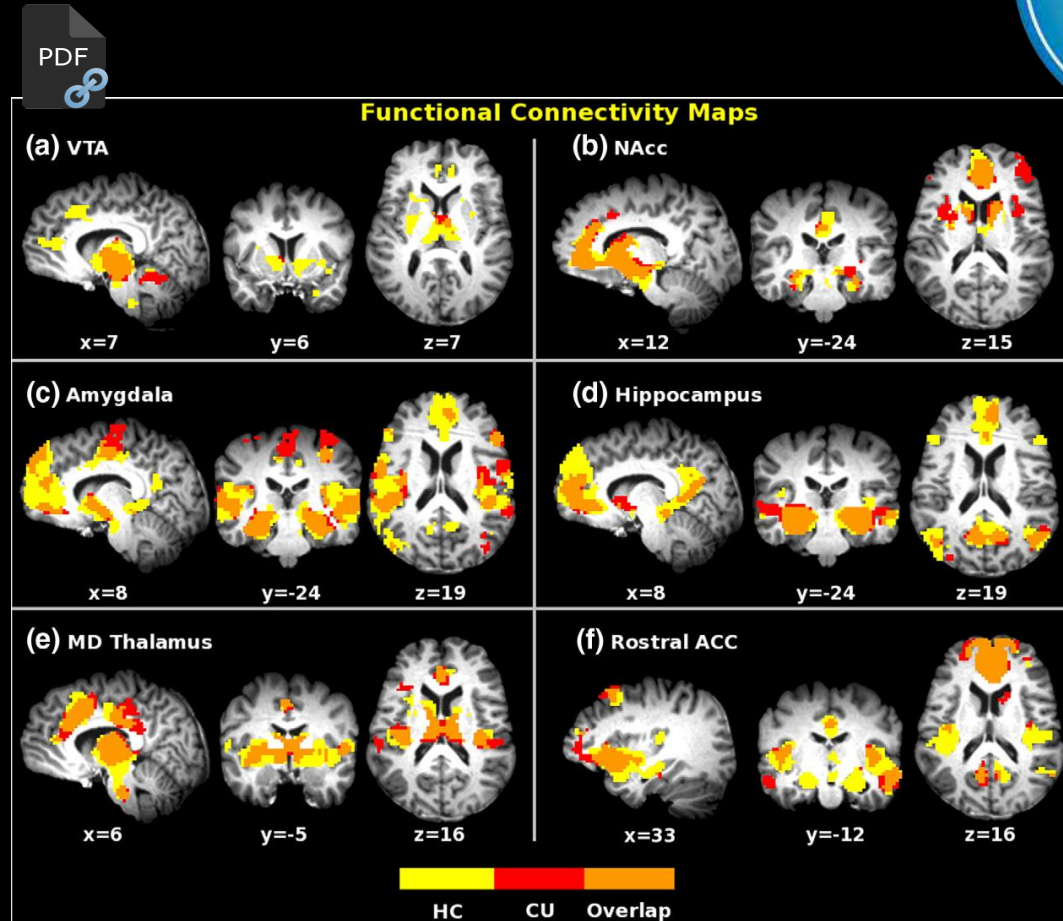 PDF
Functional Connectivity Maps
(a) VTA
x=7 y=6 z=7
(b) NAcc
x=12 y=-24 z=15
(c) Amygdala
x=8 y=-24 z=19
(d) Hippocampus
x=8 y=-24 z=19
(e) MD Thalamus
x=6 y=-5 z=16
(f) Rostral ACC
x=33 y=-12 z=16
HC CU Overlap